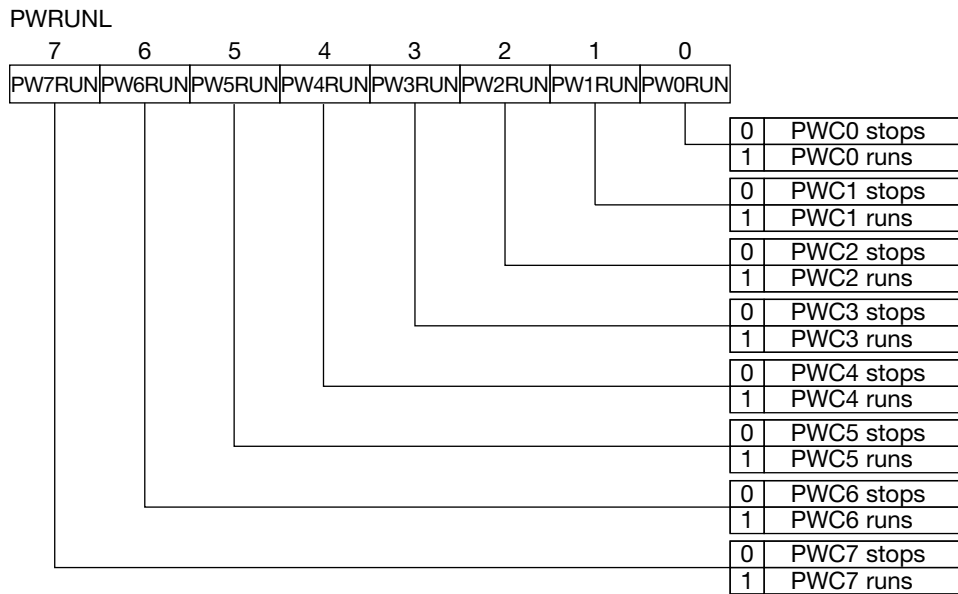 PWRUNL
7 6 5 4 3 2 1 0
PW7RUN PW6RUN PW5RUN PW4RUN PW3RUN PW2RUN PW1RUN PW0RUN
0 PWC0 stops
1 PWC0 runs
0 PWC1 stops
1 PWC1 runs
0 PWC2 stops
1 PWC2 runs
0 PWC3 stops
1 PWC3 runs
0 PWC4 stops
1 PWC4 runs
0 PWC5 stops
1 PWC5 runs
0 PWC6 stops
1 PWC6 runs
0 PWC7 stops
1 PWC7 runs